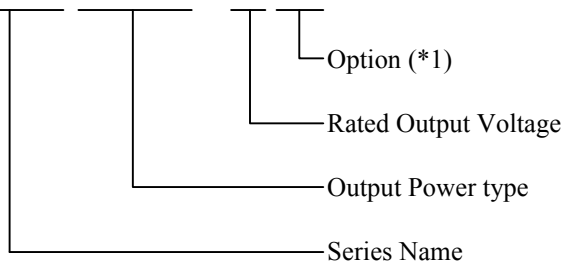 Option (*1)
Rated Output Voltage
Output Power type
Series Name